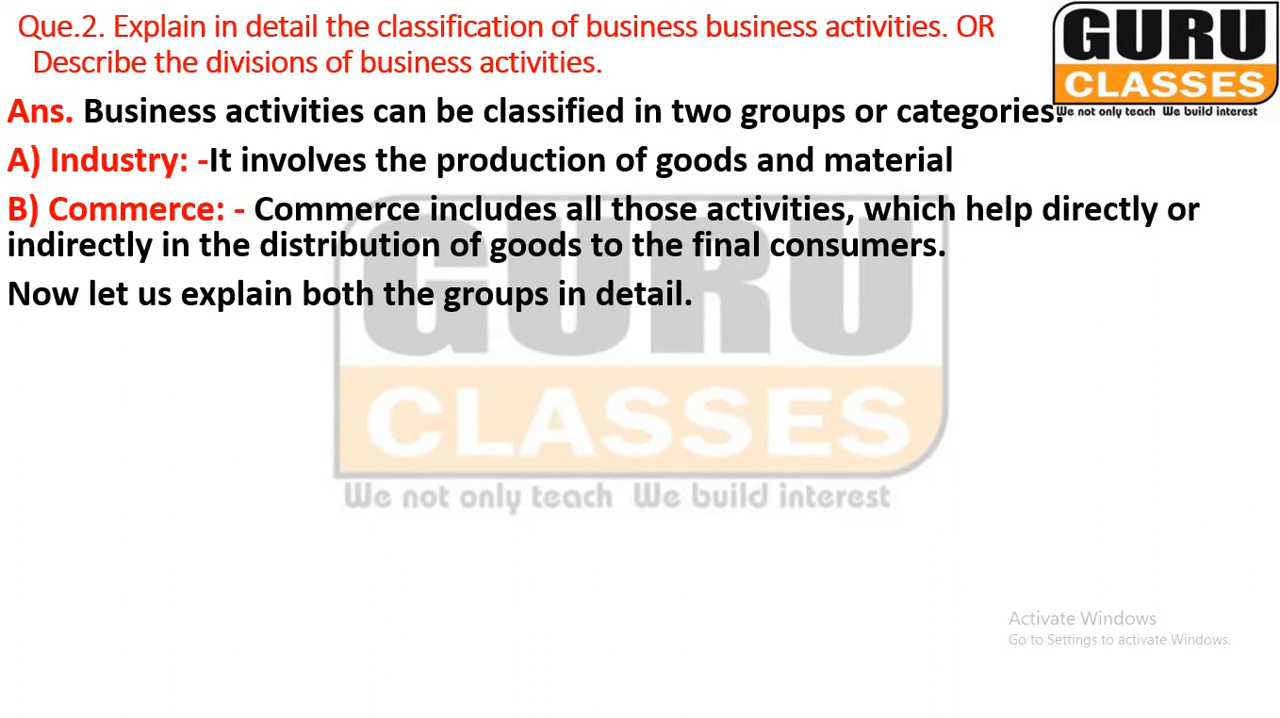 Que.2. Explain in detail the classification of business business activities. OR
Describe the divisions of business activities.
GURU
CLASSES
We not only teach We build interest
Ans. Business activities can be classified in two groups or categories.
A) Industry: -It involves the production of goods and material
B) Commerce: - Commerce includes all those activities, which help directly or
indirectly in the distribution of goods to the final consumers.
Now let us explain both the groups in detail.
GURU
CLASSES
We not only teach We build interest
Activate Windows
Go to Settings to activate Windows.